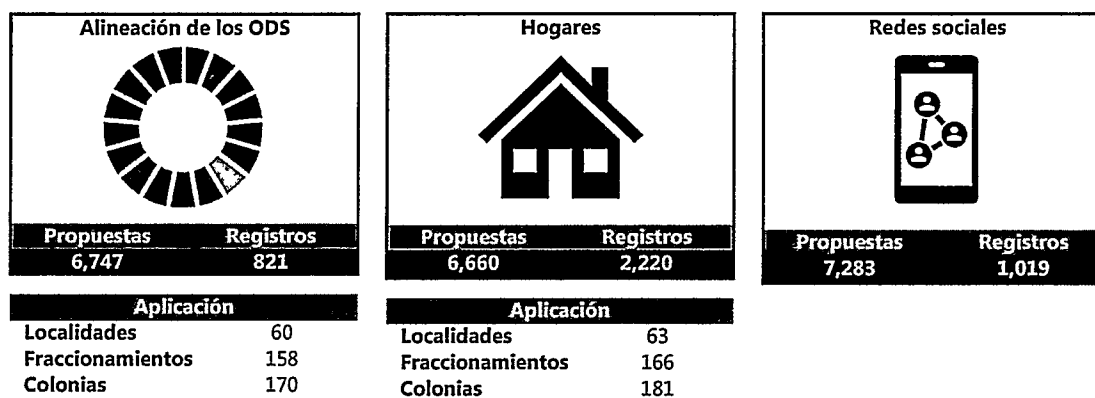 Alineación de los ODS
Propuestas Registros
6,747 821
Aplicación
Localidades 60
Fraccionamientos 158
Colonias 170
Hogares
Propuestas Registros
6,660 2,220
Aplicación
Localidades 63
Fraccionamientos 166
Colonias 181
Redes sociales
Propuestas Registros
7,283 1,019